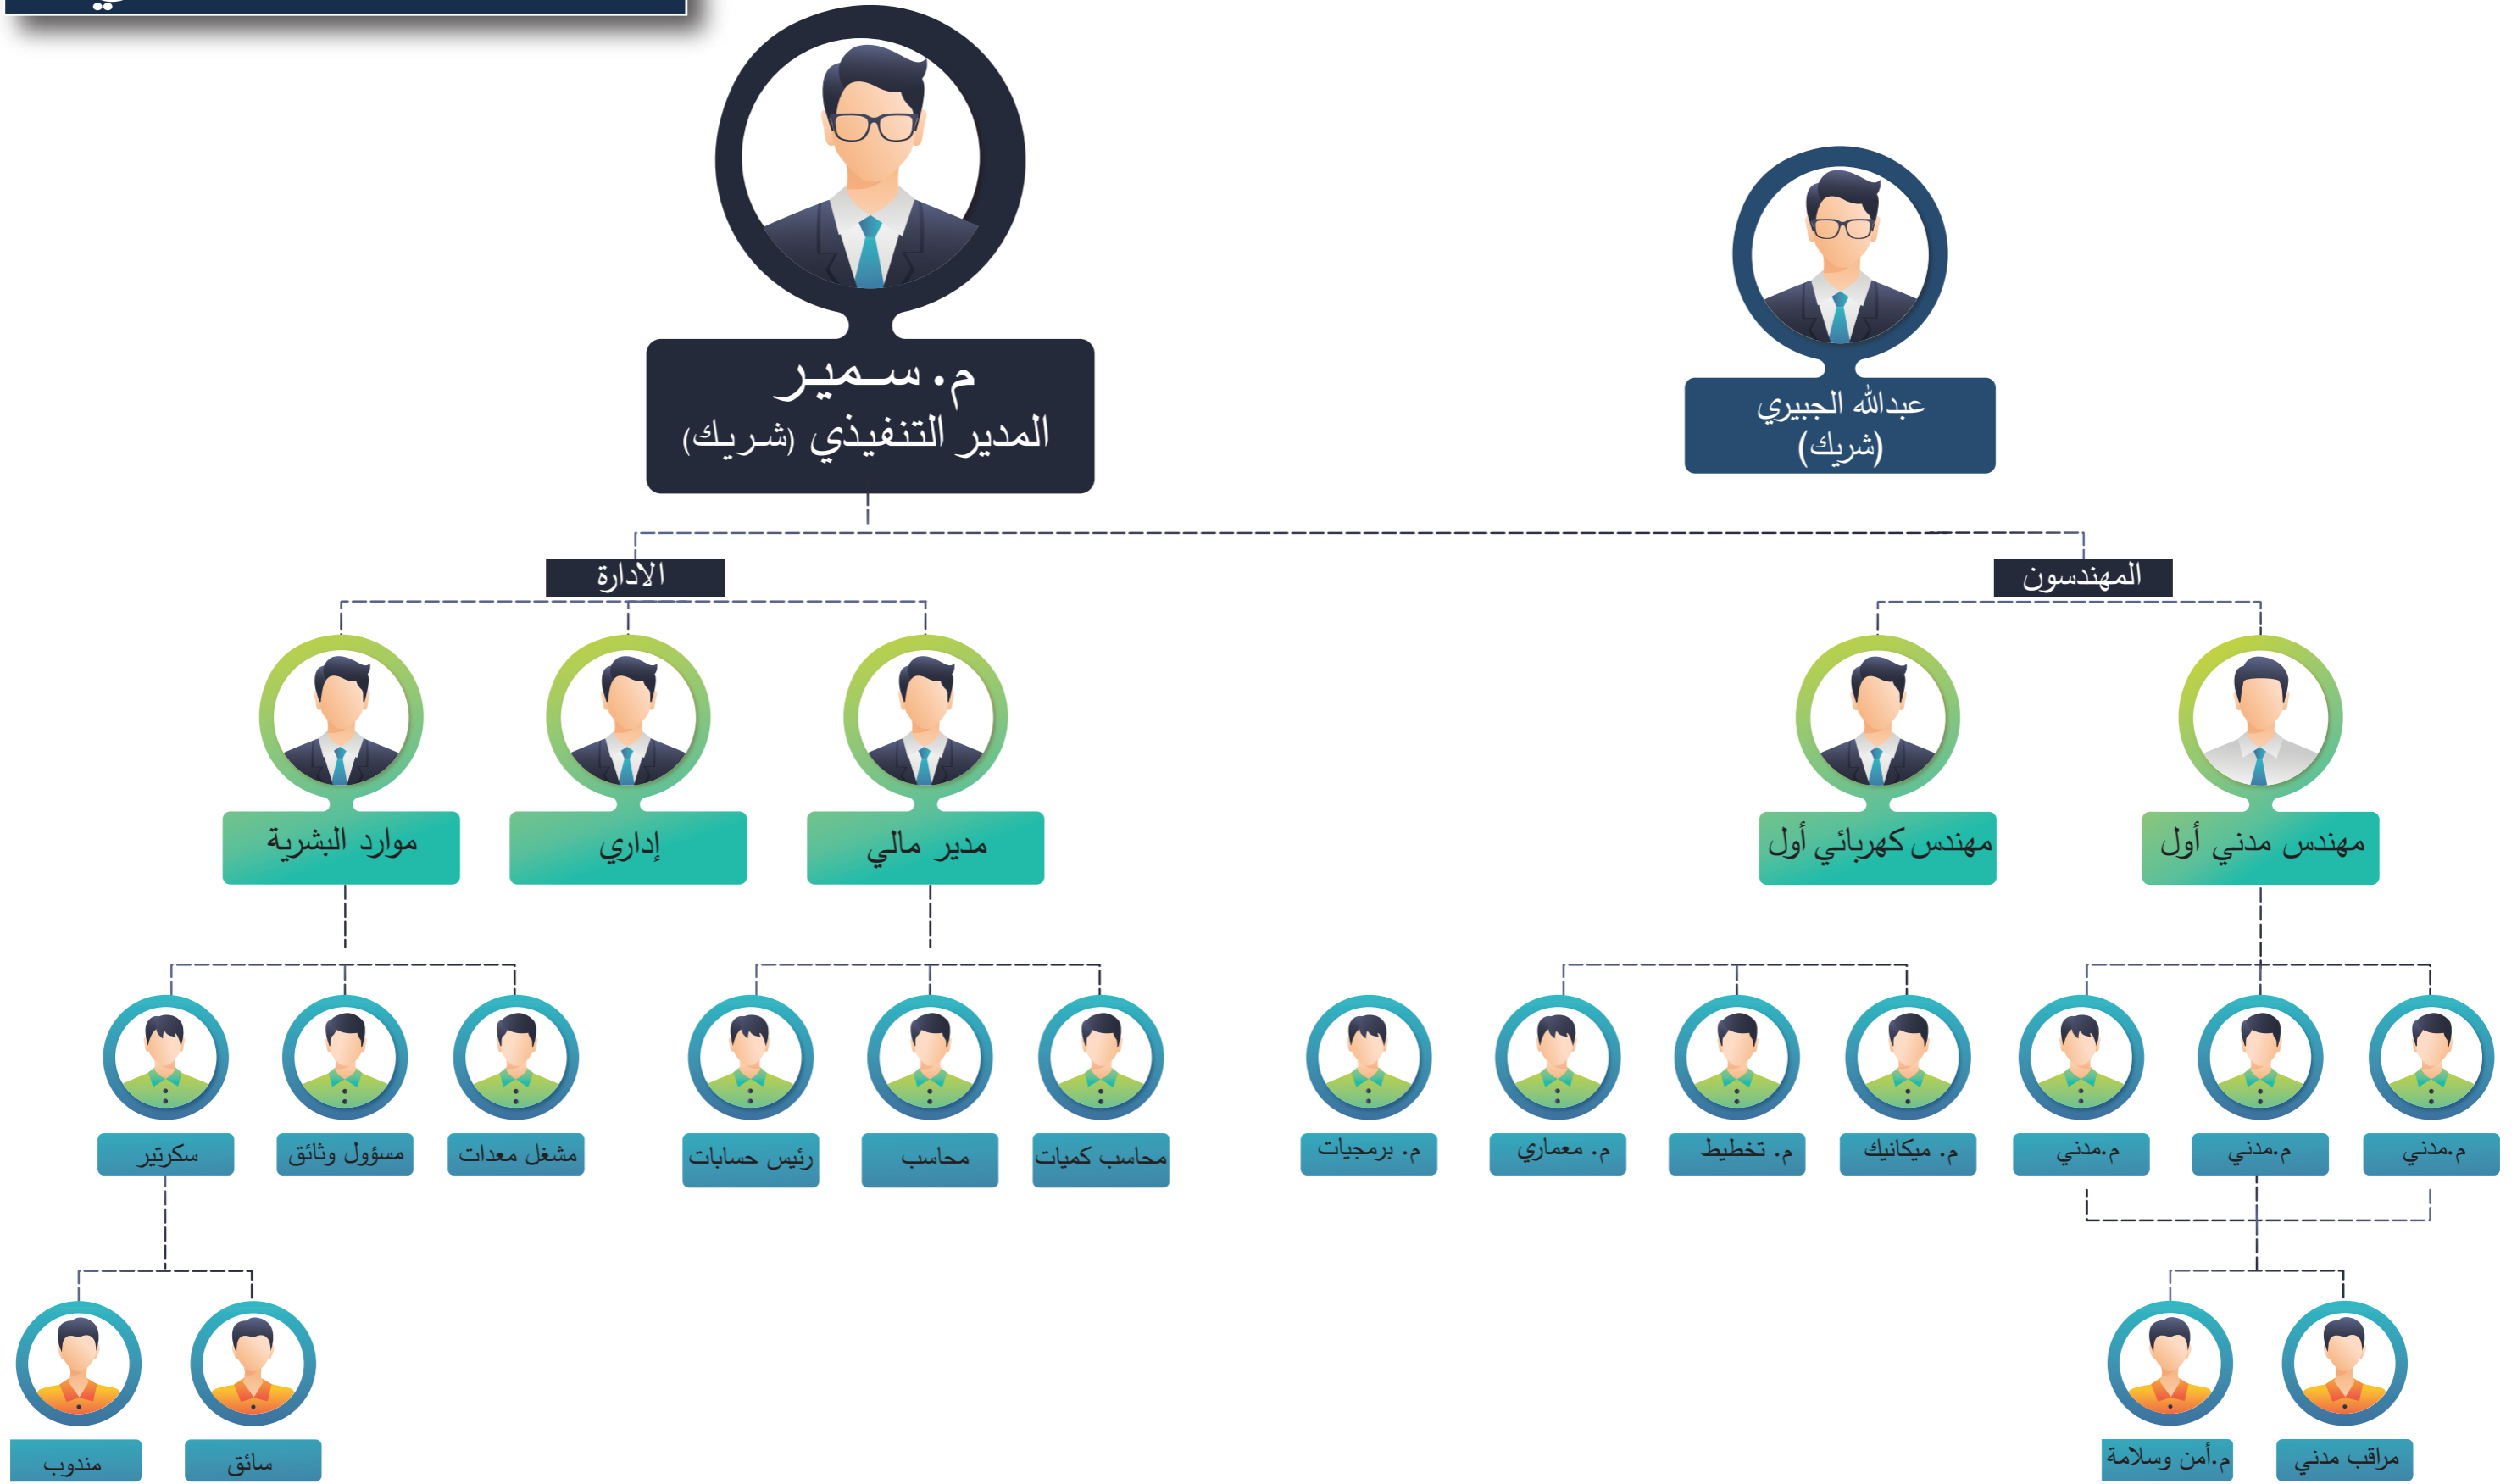 م. سمير
المدير التنفيذي (شريك)
عبدالله الجبيري
(شريك)
المهندسون
الادارة
مهندس مدني أول
مهندس كهربائي أول
مدير مالي
إداري
موارد البشرية
م.مدني
م.مدني
م.مدني
م. ميكانيك
م. تخطيط
م. معماري
م. برمجيات
محاسب كميات
محاسب
رئيس حسابات
مشغل معدات
مسؤول وثائق
سكرتير
مراقب مدني
م.أمن وسلامة
سائق
مندوب